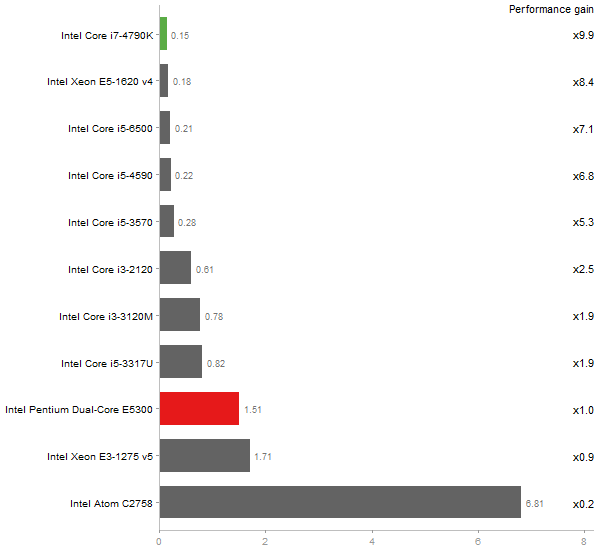 Performance gain
Intel Core i7-4790K 0.15 x9.9
Intel Xeon E5-1620 v4 0.18 x8.4
Intel Core i5-6500 0.21 x7.1
Intel Core i5-4590 0.22 x6.8
Intel Core i5-3570 0.28 x5.3
Intel Core i3-2120 0.61 x2.5
Intel Core i3-3120M 0.78 x1.9
Intel Core i5-3317U 0.82 x1.9
Intel Pentium Dual-Core E5300 1.51 x1.0
Intel Xeon E3-1275 v5 1.71 x0.9
Intel Atom C2758 6.81 x0.2
0 2 4 6 8